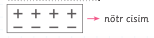 + + + + → nötr cisim
− − − −